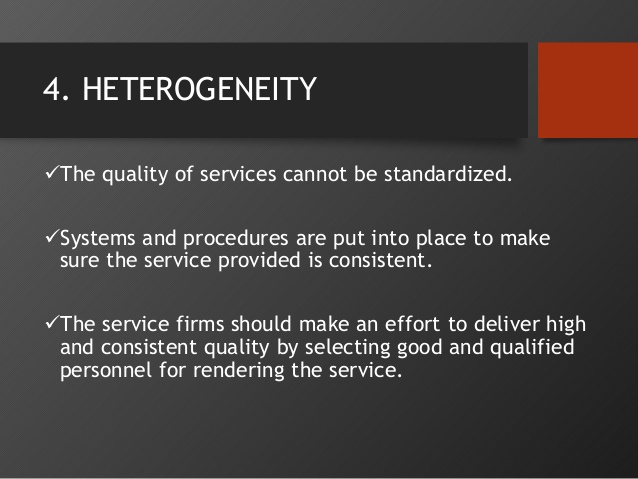 4. HETEROGENEITY
✓The quality of services cannot be standardized.
✓Systems and procedures are put into place to make
sure the service provided is consistent.
✓The service firms should make an effort to deliver high
and consistent quality by selecting good and qualified
personnel for rendering the service.